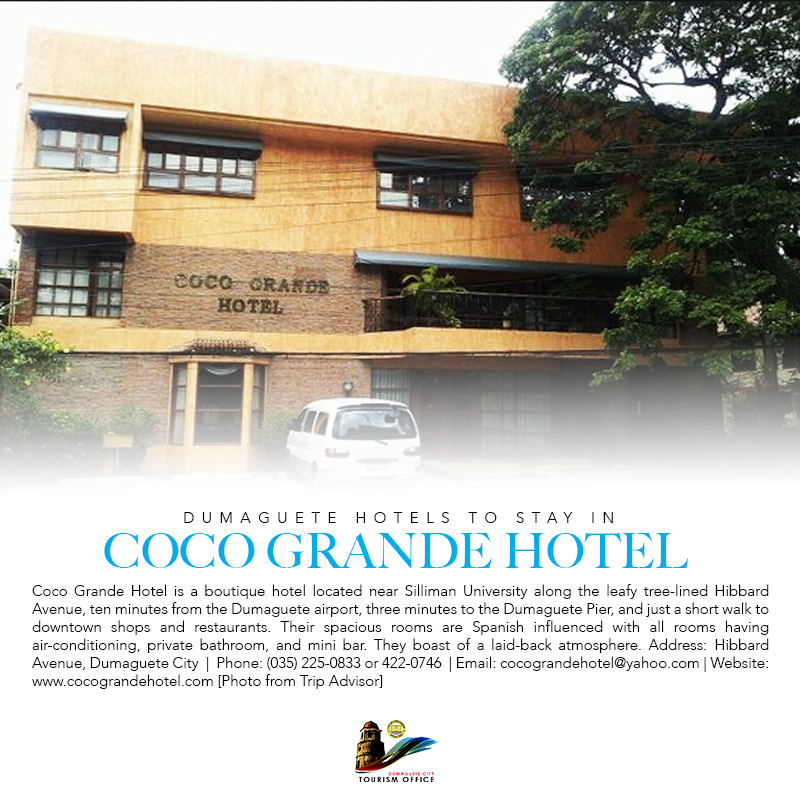 COCO GRANDE
HOTEL
DUMAGUETE HOTELS TO STAY IN
COCO GRANDE HOTEL
Coco Grande Hotel is a boutique hotel located near Silliman University along the leafy tree-lined Hibbard
Avenue, ten minutes from the Dumaguete airport, three minutes to the Dumaguete Pier, and just a short walk to
downtown shops and restaurants. Their spacious rooms are Spanish influenced with all rooms having
air-conditioning, private bathroom, and mini bar. They boast of a laid-back atmosphere. Address: Hibbard
Avenue, Dumaguete City | Phone: (035) 225-0833 or 422-0746 | Email: cocograndehotel@yahoo.com | Website:
www.cocograndehotel.com [Photo from Trip Advisor]
DUMAGUETE CITY
TOURISM OFFICE